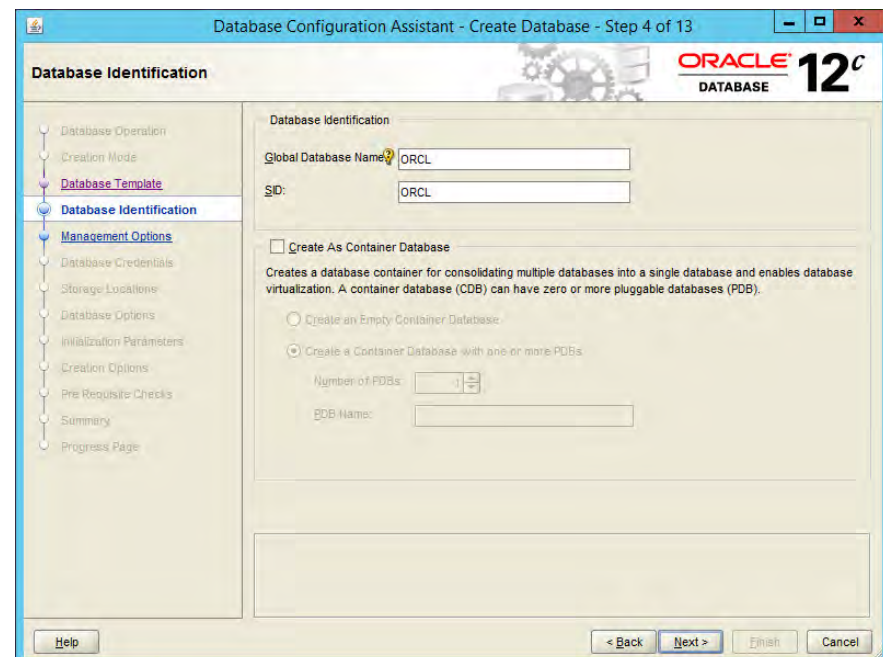 Database Configuration Assistant - Create Database - Step 4 of 13
Database Identification
ORACLE
DATABASE
12c
Database Operation
Creation Mode
Database Template
Database Identification
Management Options
Database Credentials
Storage Locations
Database Options
Initialization Parameters
Creation Options
Pre Requisite Checks
Summary
Progress Page
Database Identification
Global Database Name ORCL
SID: ORCL
Create As Container Database
Creates a database container for consolidating multiple databases into a single database and enables database
virtualization. A container database (CDB) can have zero or more pluggable databases (PDB).
Create an Empty Container Database
Create a Container Database with one or more PDBs
Number of PDBs: 1
PDB Name:
Help
< Back Next > Finish Cancel